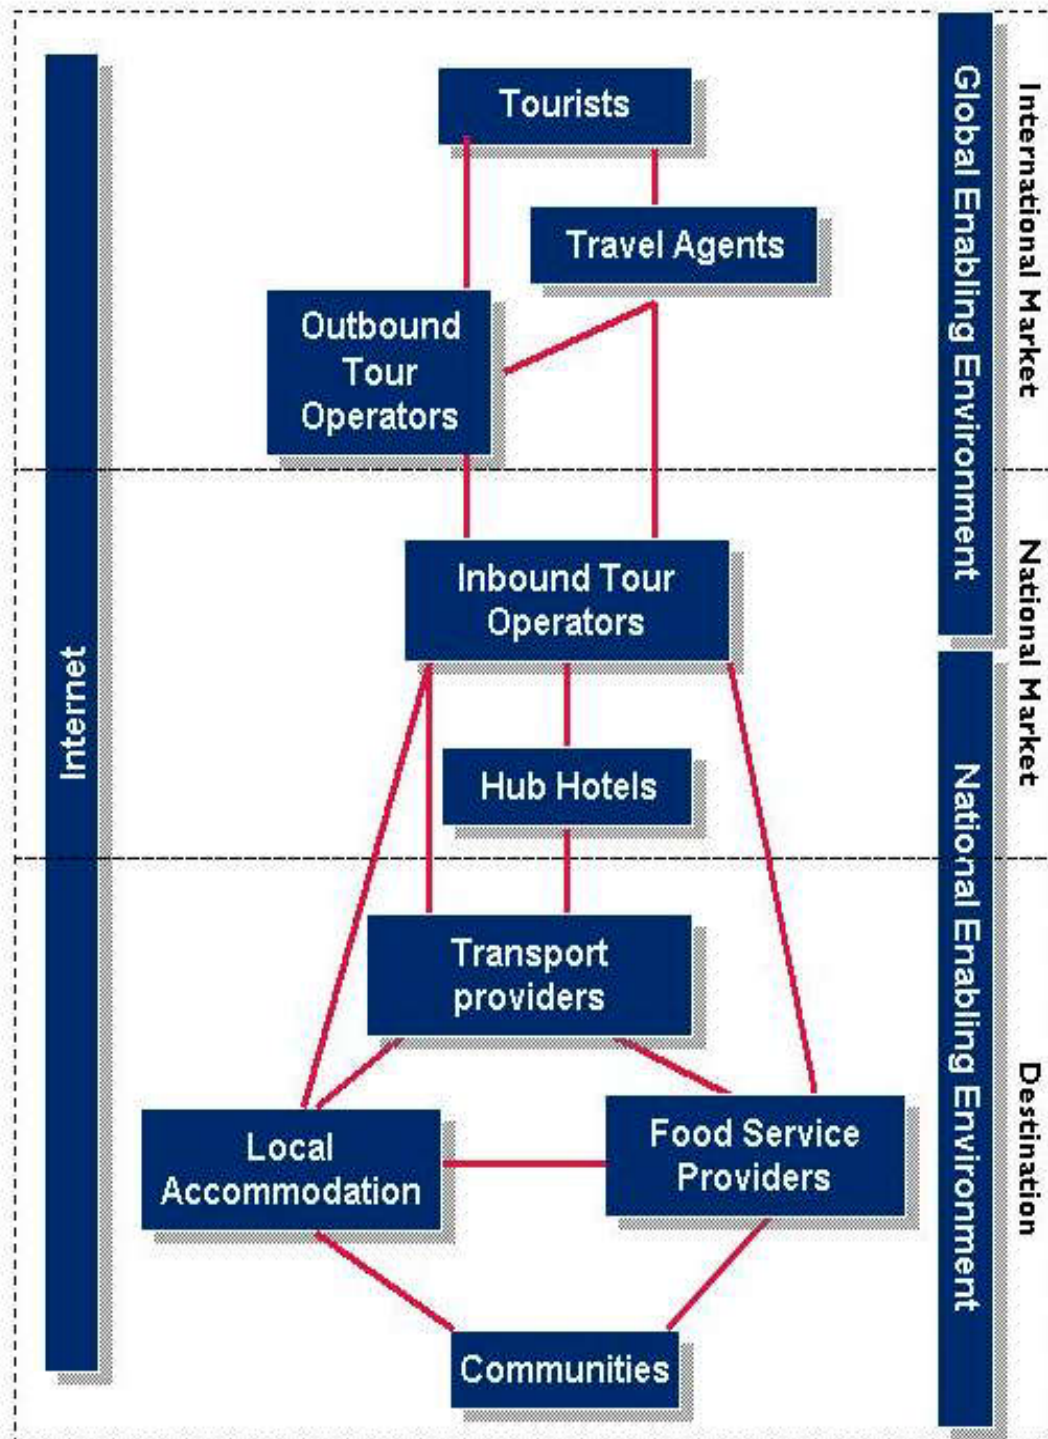 Tourists
Travel Agents
Outbound
Tour
Operators
Inbound Tour
Operators
Hub Hotels
Transport
providers
Local
Accommodation
Food Service
Providers
Communities
Internet
Global Enabling Environment
National Enabling Environment
International Market
National Market
Destination